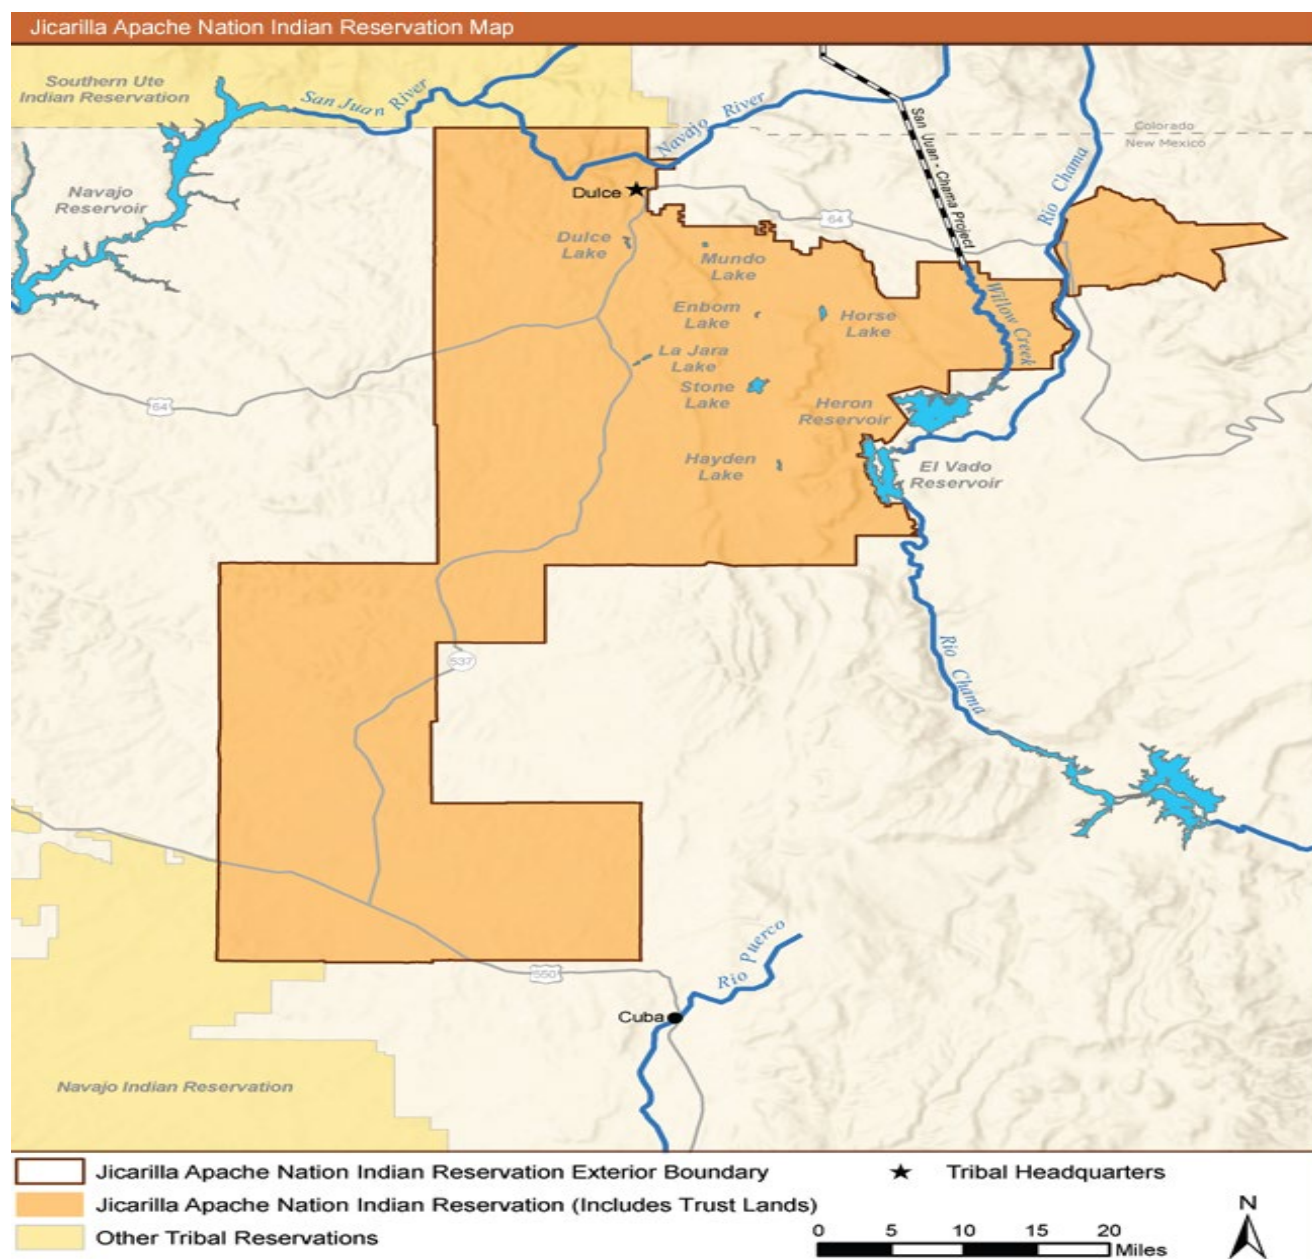 Jicarilla Apache Nation Indian Reservation Map
Southern Ute
Indian Reservation
San Juan River
Navajo River
San Juan - Chama Project
Rio Chama
Colorado
New Mexico
Navajo
Reservoir
Dulce
64
Dulce
Lake
Mundo
Lake
Willow Creek
Enbom
Lake
Horse
Lake
La Jara
Lake
Stone
Lake
64
Heron
Reservoir
Hayden
Lake
El Vado
Reservoir
537
Rio Chama
550
Rio Puerco
Cuba
Navajo Indian Reservation
Jicarilla Apache Nation Indian Reservation Exterior Boundary
Tribal Headquarters
Jicarilla Apache Nation Indian Reservation (Includes Trust Lands)
Other Tribal Reservations
0 5 10 15 20
Miles
N